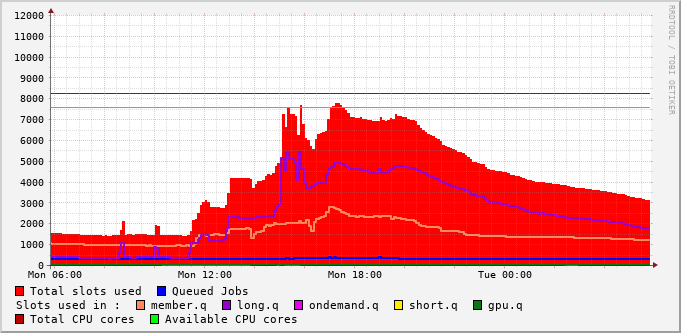 12000
11000
10000
9000
8000
7000
6000
5000
4000
3000
2000
1000
0
Mon 06:00 Mon 12:00 Mon 18:00 Tue 00:00
RRDTOOL / TOBI OETIKER
Total slots used Queued Jobs
Slots used in : member.q long.q ondemand.q short.q gpu.q
Total CPU cores Available CPU cores